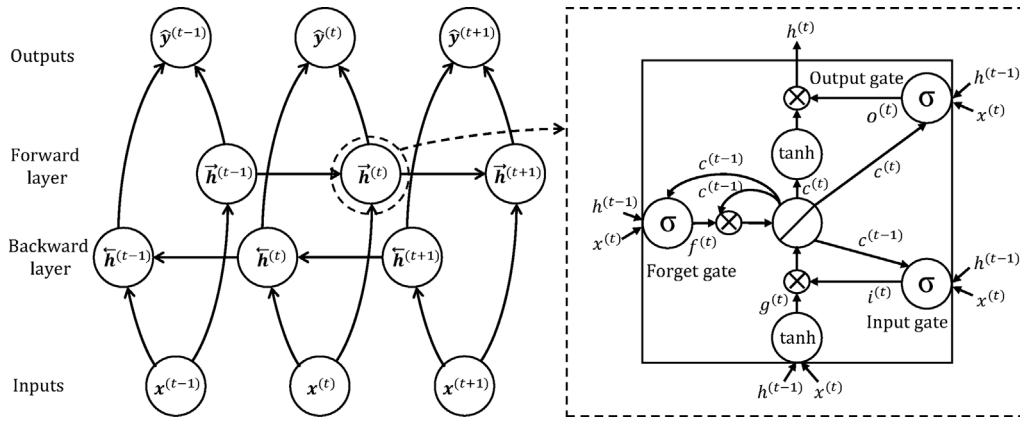 Outputs
ŷ⁽ᵗ⁻¹⁾ ŷ⁽ᵗ⁾ ŷ⁽ᵗ⁺¹⁾
Forward
layer
h⃗⁽ᵗ⁻¹⁾ h⃗⁽ᵗ⁾ h⃗⁽ᵗ⁺¹⁾
Backward
layer
h⃖⁽ᵗ⁻¹⁾ h⃖⁽ᵗ⁾ h⃖⁽ᵗ⁺¹⁾
Inputs
x⁽ᵗ⁻¹⁾ x⁽ᵗ⁾ x⁽ᵗ⁺¹⁾
h⁽ᵗ⁾
Output gate
σ
h⁽ᵗ⁻¹⁾
x⁽ᵗ⁾
o⁽ᵗ⁾
tanh
c⁽ᵗ⁻¹⁾
c⁽ᵗ⁻¹⁾
c⁽ᵗ⁾
c⁽ᵗ⁾
h⁽ᵗ⁻¹⁾
x⁽ᵗ⁾
σ
f⁽ᵗ⁾
Forget gate
c⁽ᵗ⁻¹⁾
σ
h⁽ᵗ⁻¹⁾
x⁽ᵗ⁾
i⁽ᵗ⁾
Input gate
g⁽ᵗ⁾
tanh
h⁽ᵗ⁻¹⁾ x⁽ᵗ⁾